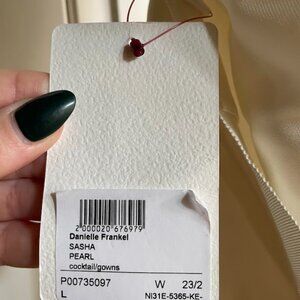 2 000020 676979
Danielle Frankel
SASHA
PEARL
cocktail/gowns
P00735097 W 23/2
L NI31E-5365-KE-